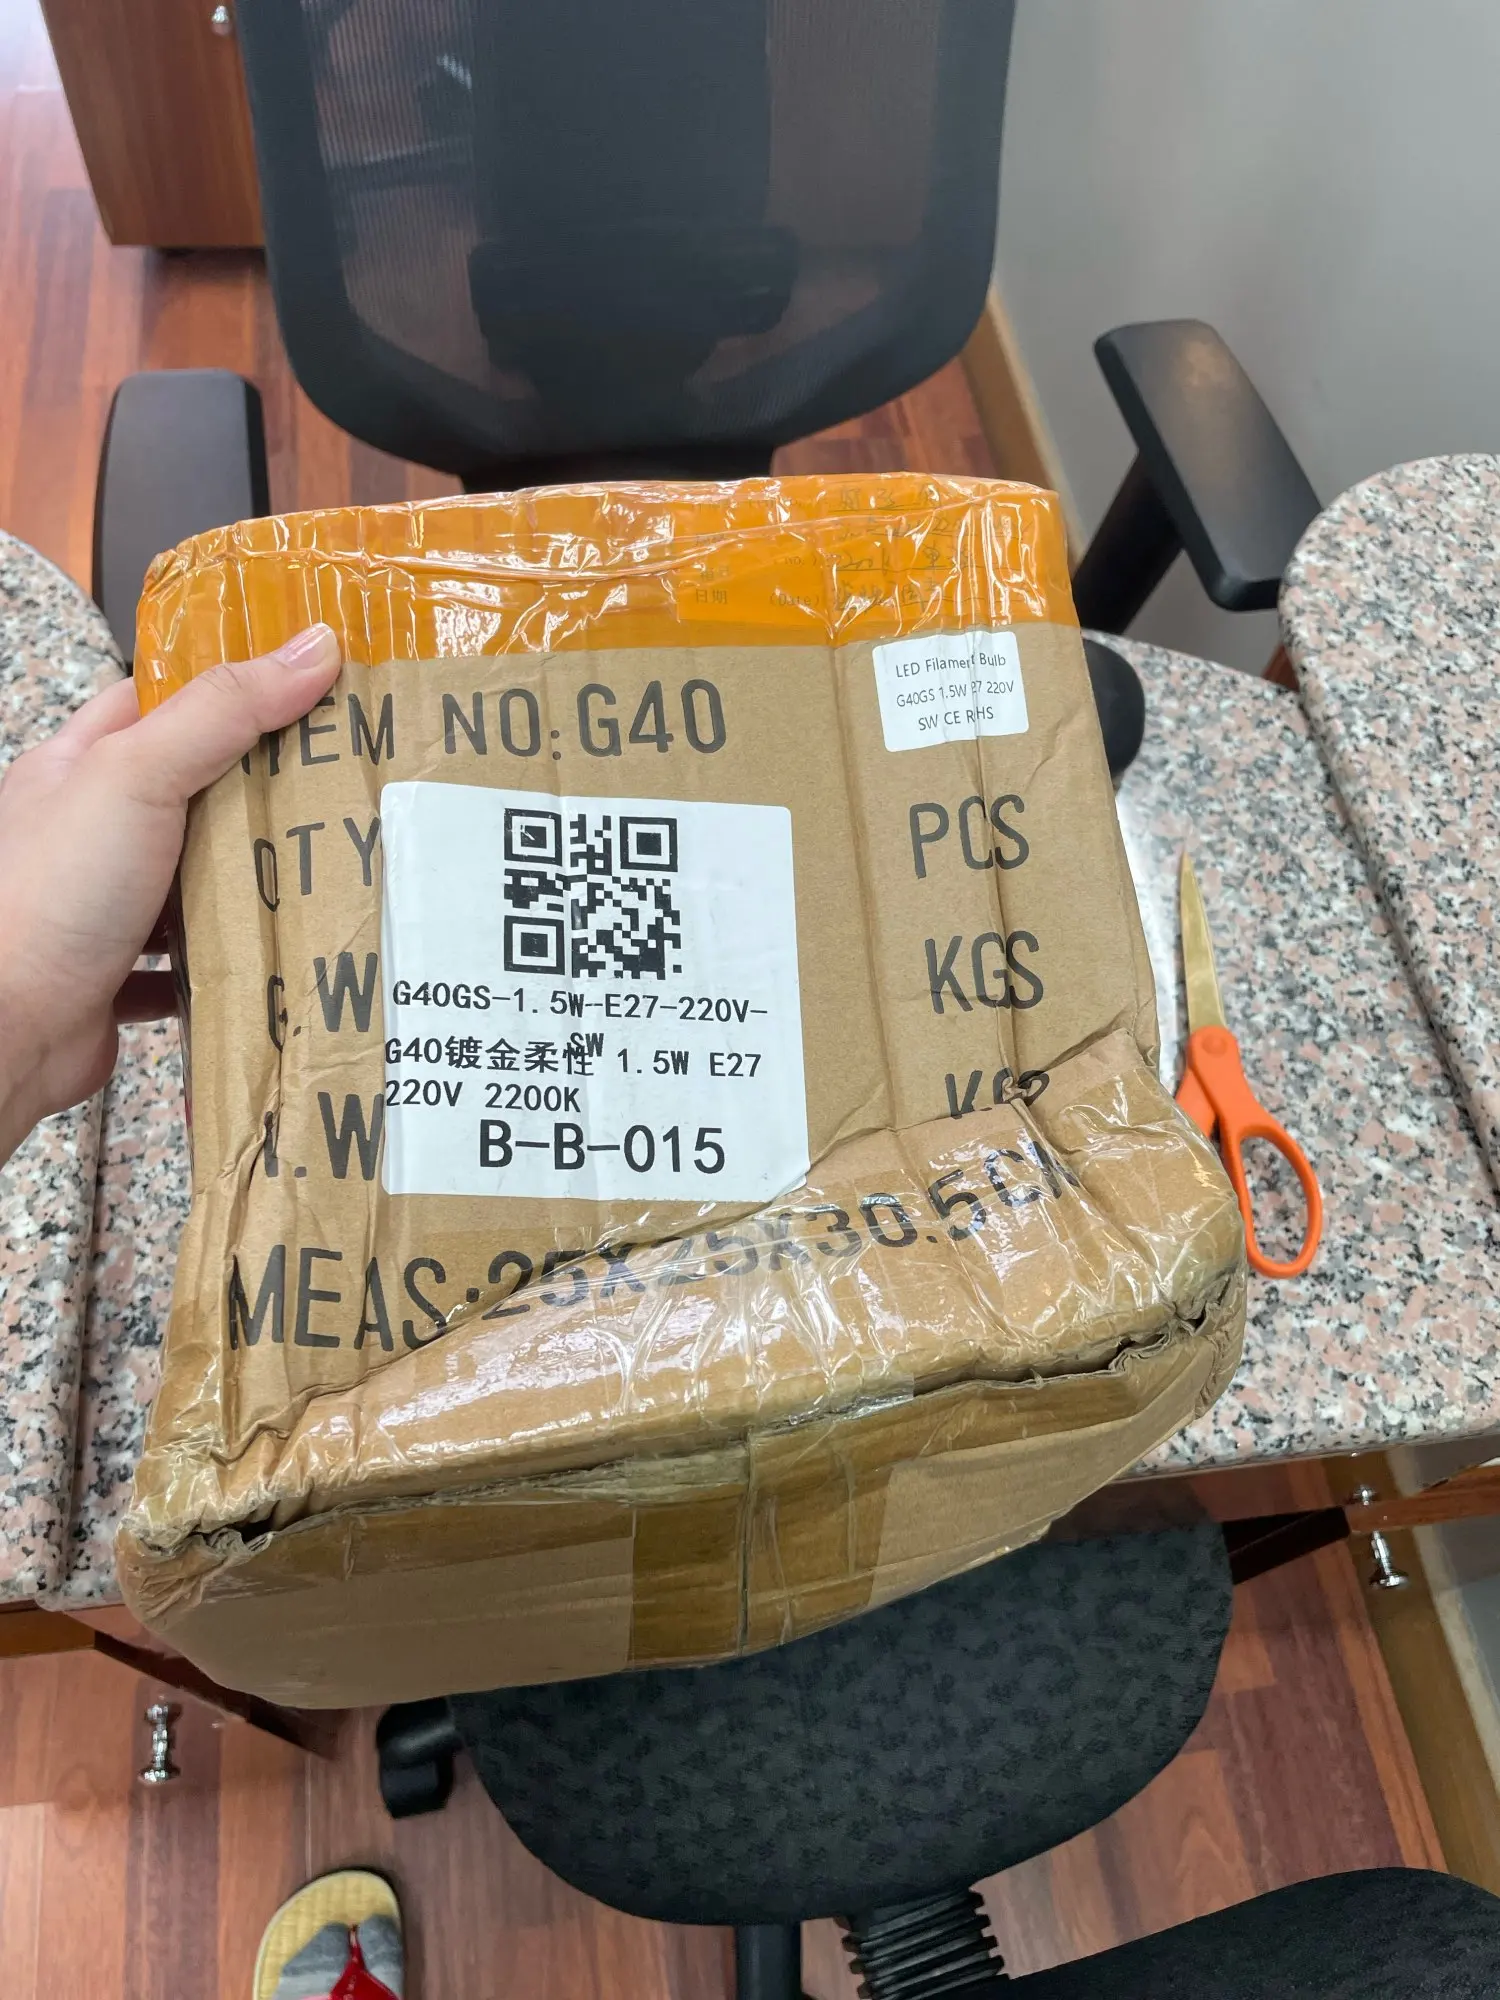 日期 (Date)
LED Filament Bulb
G40GS 1.5W E27 220V
SW CE RHS
ITEM NO:G40
QTY
PCS
G.W
KGS
N.W
KGS
G40GS-1.5W-E27-220V-
SW
G40镀金柔性 1.5W E27
220V 2200K
B-B-015
MEAS:25X25X30.5CM